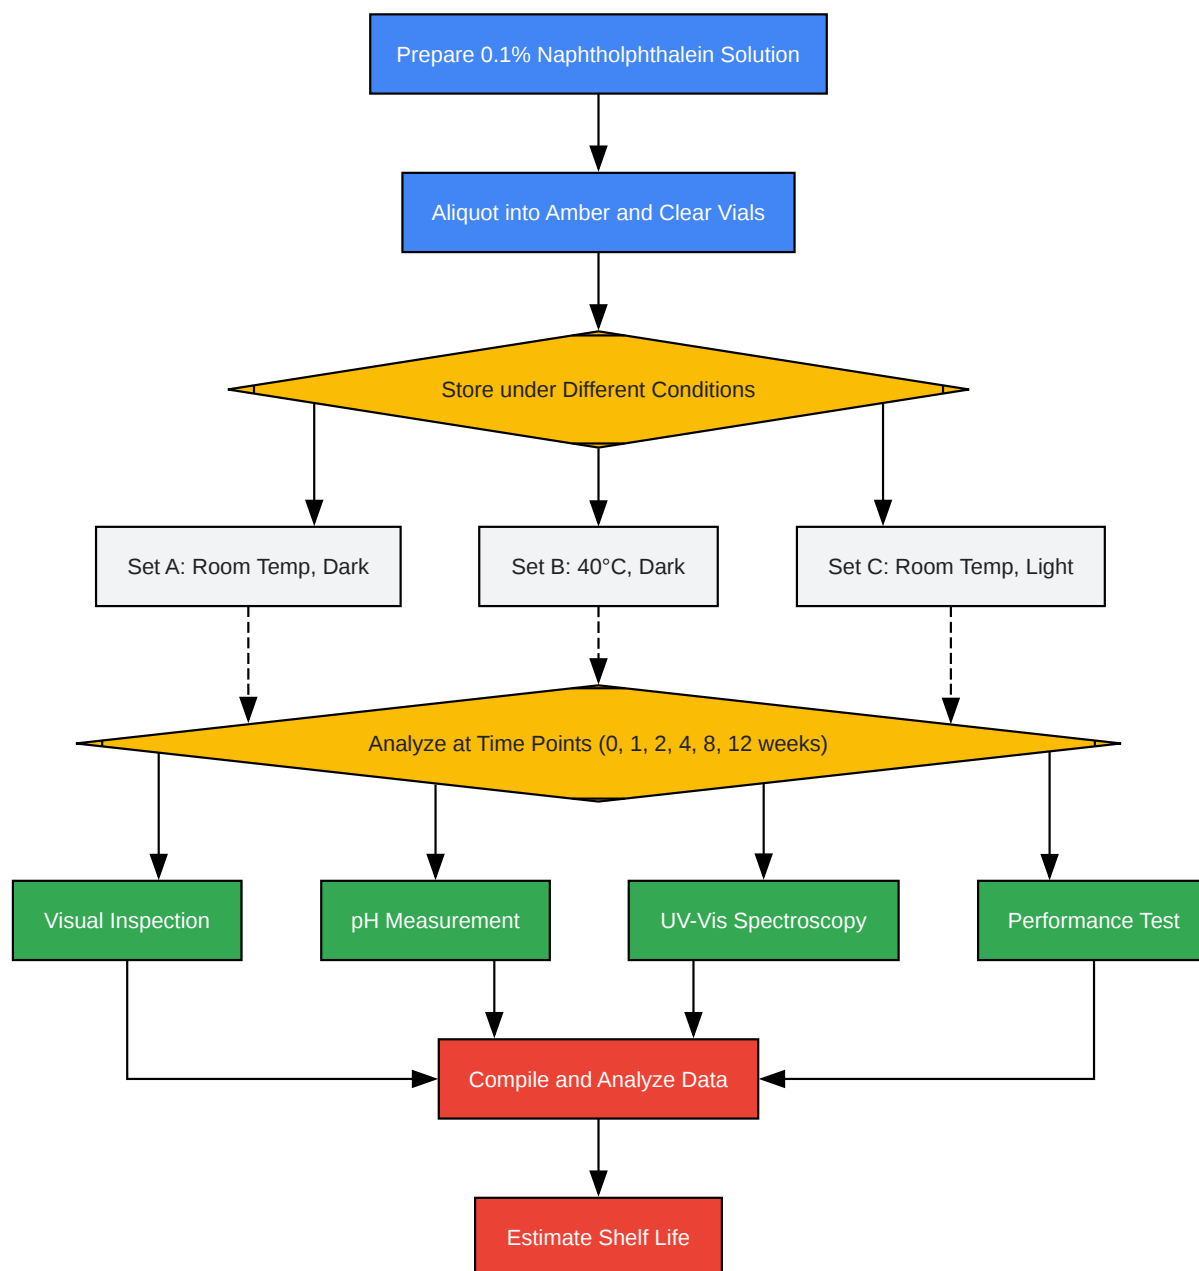 Prepare 0.1% Naphtholphthalein Solution
Aliquot into Amber and Clear Vials
Store under Different Conditions
Set A: Room Temp, Dark
Set B: 40°C, Dark
Set C: Room Temp, Light
Analyze at Time Points (0, 1, 2, 4, 8, 12 weeks)
Visual Inspection
pH Measurement
UV-Vis Spectroscopy
Performance Test
Compile and Analyze Data
Estimate Shelf Life